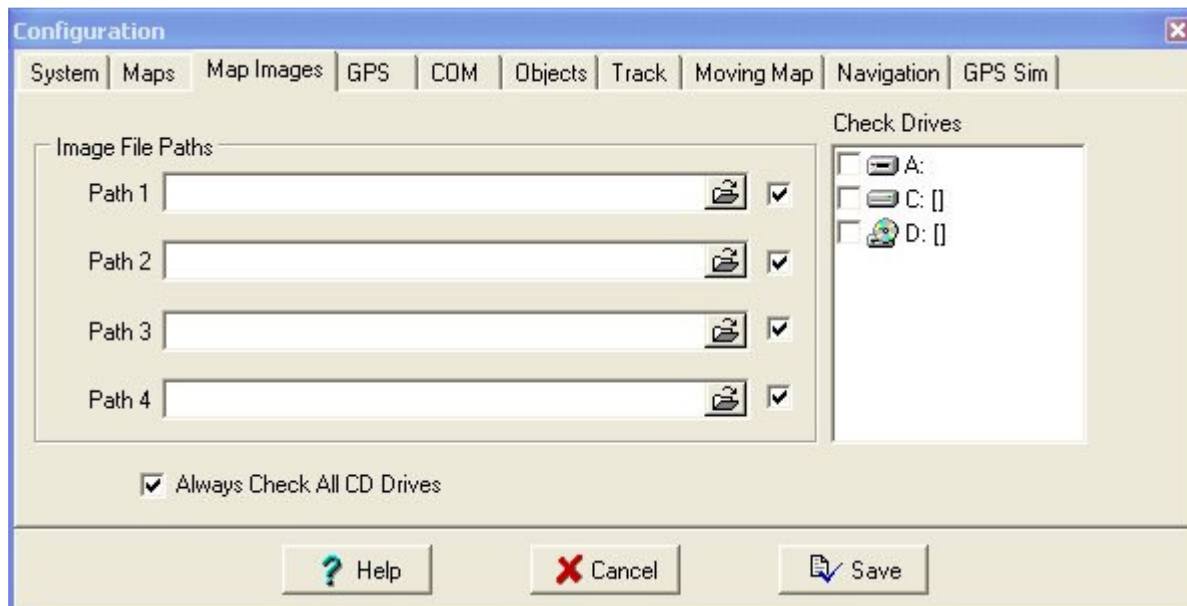 Configuration
System Maps Map Images GPS COM Objects Track Moving Map Navigation GPS Sim
Image File Paths
Path 1
Path 2
Path 3
Path 4
Check Drives
A:
C: []
D: []
Always Check All CD Drives
Help Cancel Save